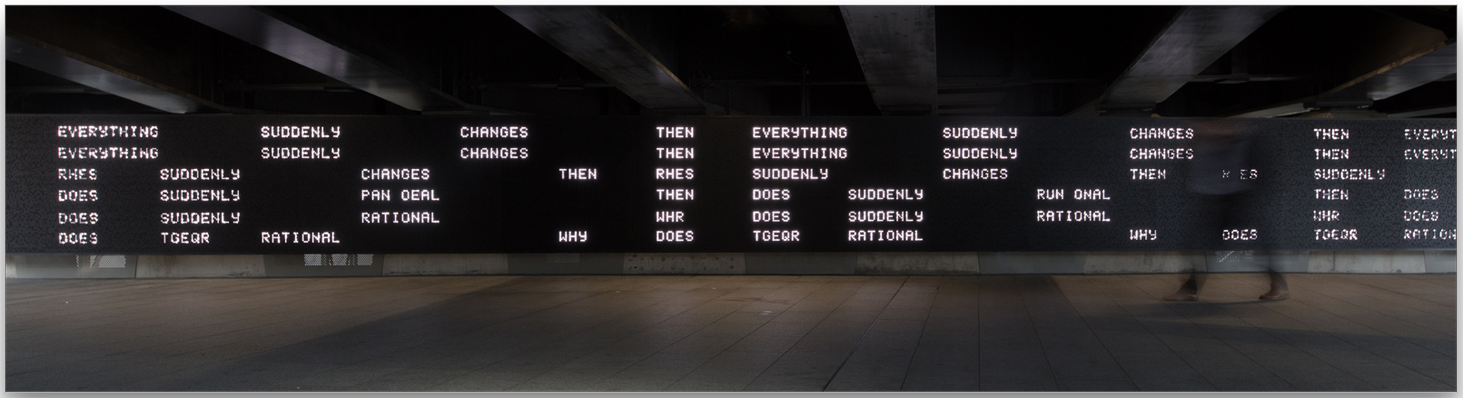 EVERYTHING SUDDENLY CHANGES THEN EVERYTHING SUDDENLY CHANGES THEN EVERYT
EVERYTHING SUDDENLY CHANGES THEN EVERYTHING SUDDENLY CHANGES THEN EVERYT
RHES SUDDENLY CHANGES THEN RHES SUDDENLY CHANGES THEN SUDDENLY
DOES SUDDENLY PAN OEAL THEN DOES SUDDENLY RUN ONAL THEN DOES
DOES SUDDENLY RATIONAL WHR DOES SUDDENLY RATIONAL WHR DOES
DOES TGEQR RATIONAL WHY DOES TGEQR RATIONAL WHY DOES TGEQR RATION